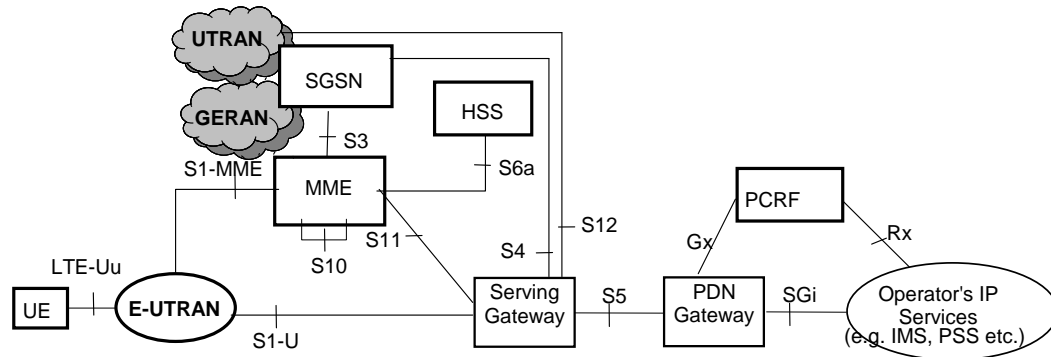 UTRAN
SGSN
GERAN
HSS
S3
S1-MME
S6a
MME
PCRF
S12
S11
S4
Gx
Rx
S10
LTE-Uu
UE
E-UTRAN
S1-U
Serving
Gateway
S5
PDN
Gateway
SGi
Operator's IP
Services
(e.g. IMS, PSS etc.)